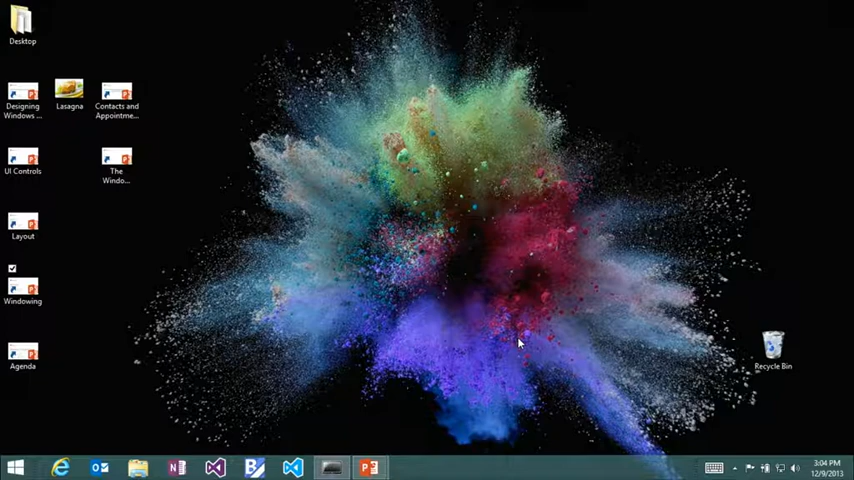 Desktop
Designing
Windows ...
Lasagna
Contacts and
Appointme...
UI Controls
The
Windo...
Layout
Windowing
Agenda
Recycle Bin
3:04 PM
12/9/2013